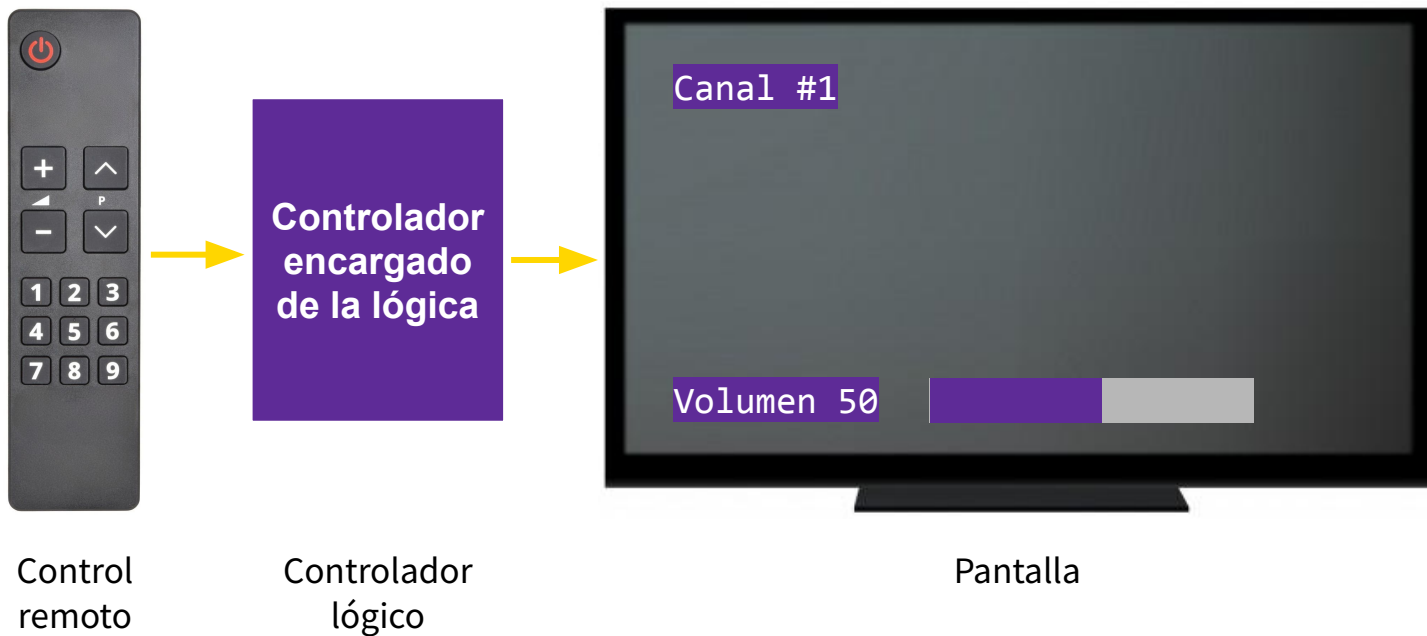 +
-
P
1 2 3
4 5 6
7 8 9
Controlador
encargado
de la lógica
Canal #1
Volumen 50
Control
remoto
Controlador
lógico
Pantalla